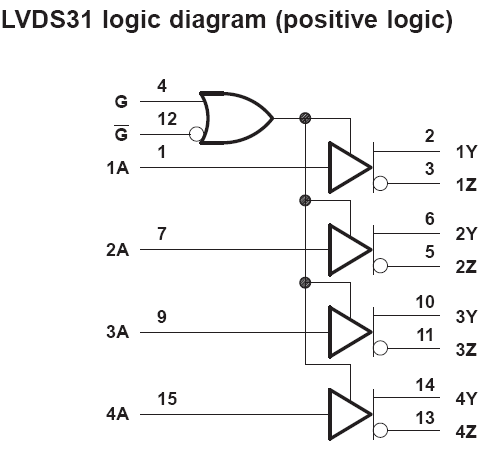 LVDS31 logic diagram (positive logic)
G 4
G̅ 12
1A 1
2 1Y
3 1Z
2A 7
6 2Y
5 2Z
3A 9
10 3Y
11 3Z
4A 15
14 4Y
13 4Z